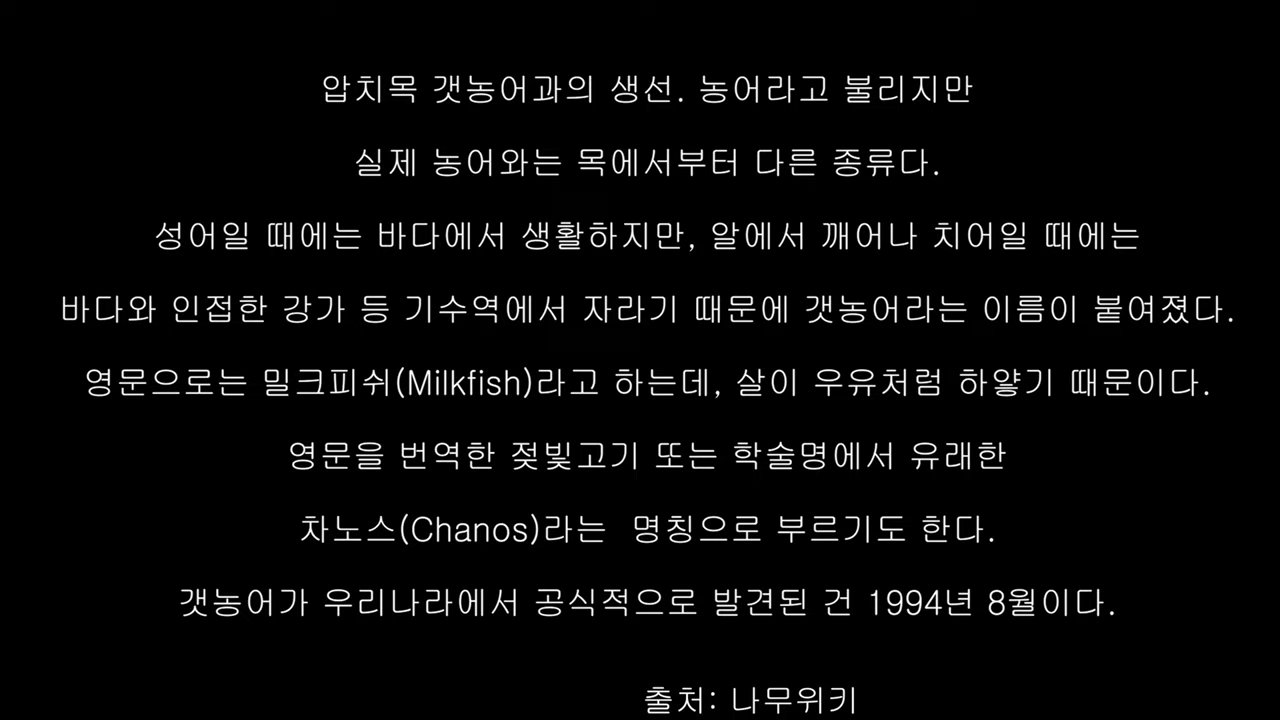 압치목 갯농어과의 생선. 농어라고 불리지만
실제 농어와는 목에서부터 다른 종류다.
성어일 때에는 바다에서 생활하지만, 알에서 깨어나 치어일 때에는
바다와 인접한 강가 등 기수역에서 자라기 때문에 갯농어라는 이름이 붙여졌다.
영문으로는 밀크피쉬(Milkfish)라고 하는데, 살이 우유처럼 하얗기 때문이다.
영문을 번역한 젖빛고기 또는 학술명에서 유래한
차노스(Chanos)라는 명칭으로 부르기도 한다.
갯농어가 우리나라에서 공식적으로 발견된 건 1994년 8월이다.
출처: 나무위키